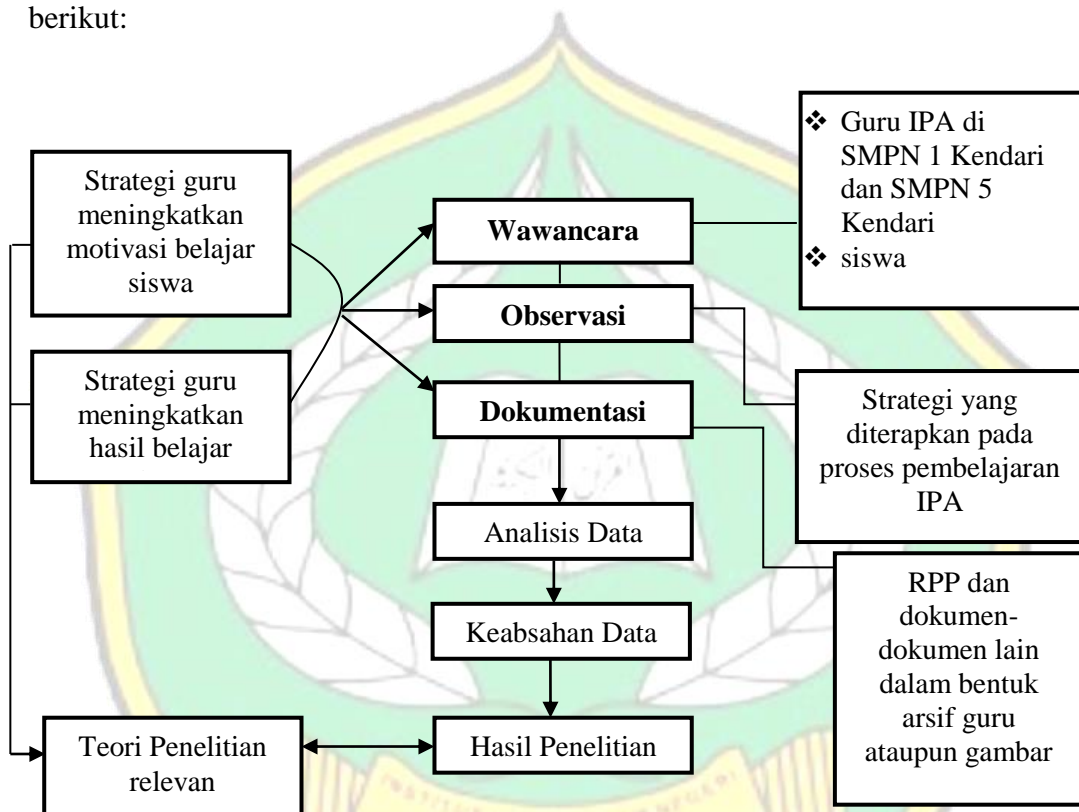 berikut:
Strategi guru
meningkatkan
motivasi belajar
siswa
Strategi guru
meningkatkan
hasil belajar
Wawancara
Observasi
Dokumentasi
Analisis Data
Keabsahan Data
Hasil Penelitian
Teori Penelitian
relevan
❖ Guru IPA di
SMPN 1 Kendari
dan SMPN 5
Kendari
❖ siswa
Strategi yang
diterapkan pada
proses pembelajaran
IPA
RPP dan
dokumen-
dokumen lain
dalam bentuk
arsif guru
ataupun gambar